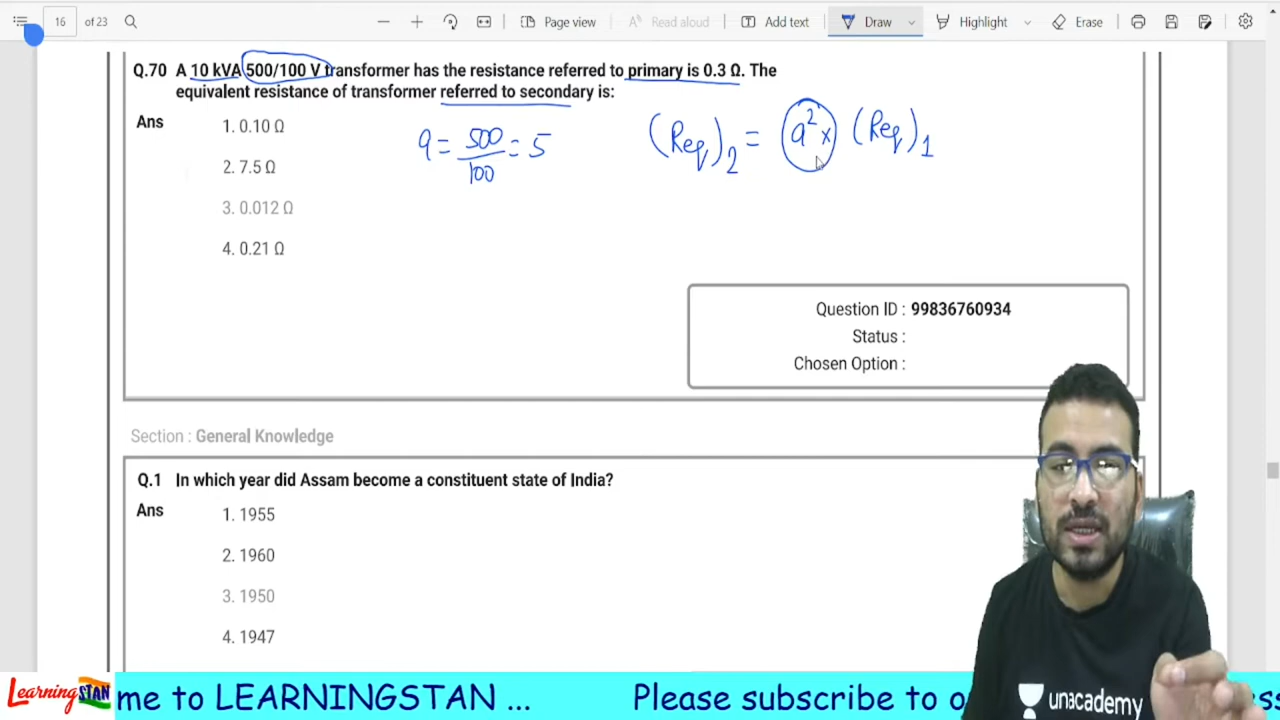 16 of 23
Page view
Read aloud
Add text
Draw
Highlight
Erase
Q.70 A 10 kVA 500/100 V transformer has the resistance referred to primary is 0.3 Ω. The
equivalent resistance of transformer referred to secondary is:
Ans
1. 0.10 Ω
2. 7.5 Ω
3. 0.012 Ω
4. 0.21 Ω
a = 500/100 = 5
(Req)₂ = a² × (Req)₁
Question ID : 99836760934
Status :
Chosen Option :
Section : General Knowledge
Q.1 In which year did Assam become a constituent state of India?
Ans
1. 1955
2. 1960
3. 1950
4. 1947
unacademy
Learning STAN
me to LEARNINGSTAN ... Please subscribe to o
ess